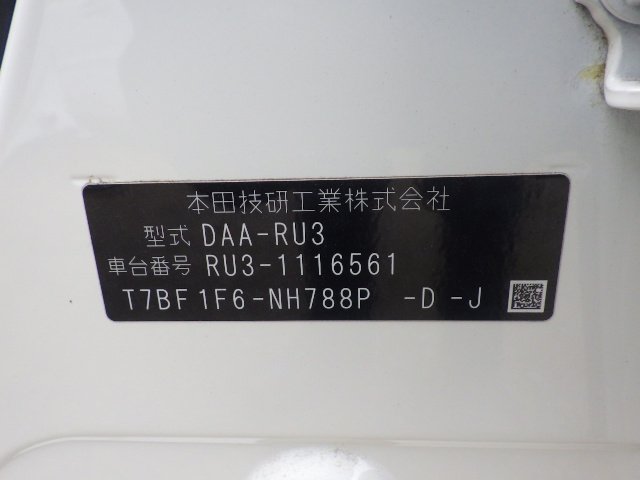 本田技研工業株式会社
型式 DAA-RU3
車台番号 RU3-1116561
T7BF1F6-NH788P -D -J